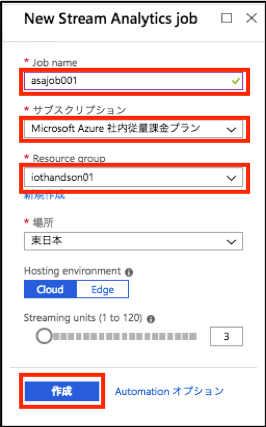 New Stream Analytics job
* Job name
asajob001
* サブスクリプション
Microsoft Azure 社内従量課金プラン
* Resource group
iothandson01
新規作成
* 場所
東日本
Hosting environment
Cloud Edge
Streaming units (1 to 120)
3
作成 Automation オプション